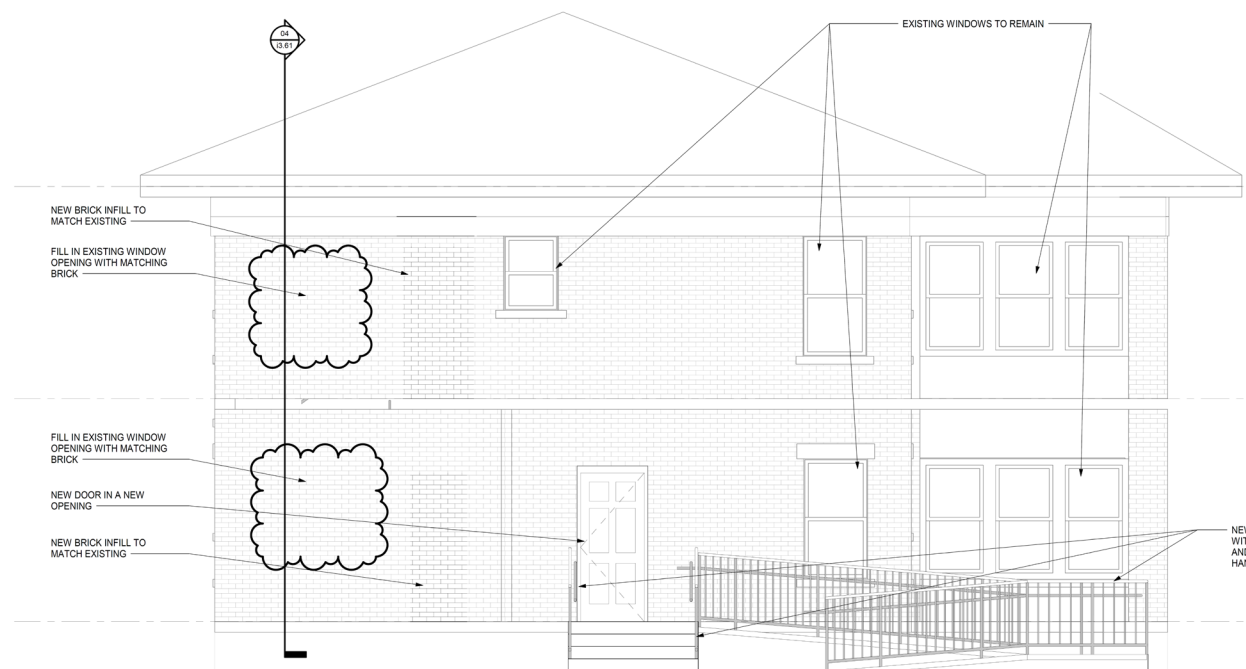 04
i3.61
EXISTING WINDOWS TO REMAIN
NEW BRICK INFILL TO
MATCH EXISTING
FILL IN EXISTING WINDOW
OPENING WITH MATCHING
BRICK
FILL IN EXISTING WINDOW
OPENING WITH MATCHING
BRICK
NEW DOOR IN A NEW
OPENING
NEW BRICK INFILL TO
MATCH EXISTING